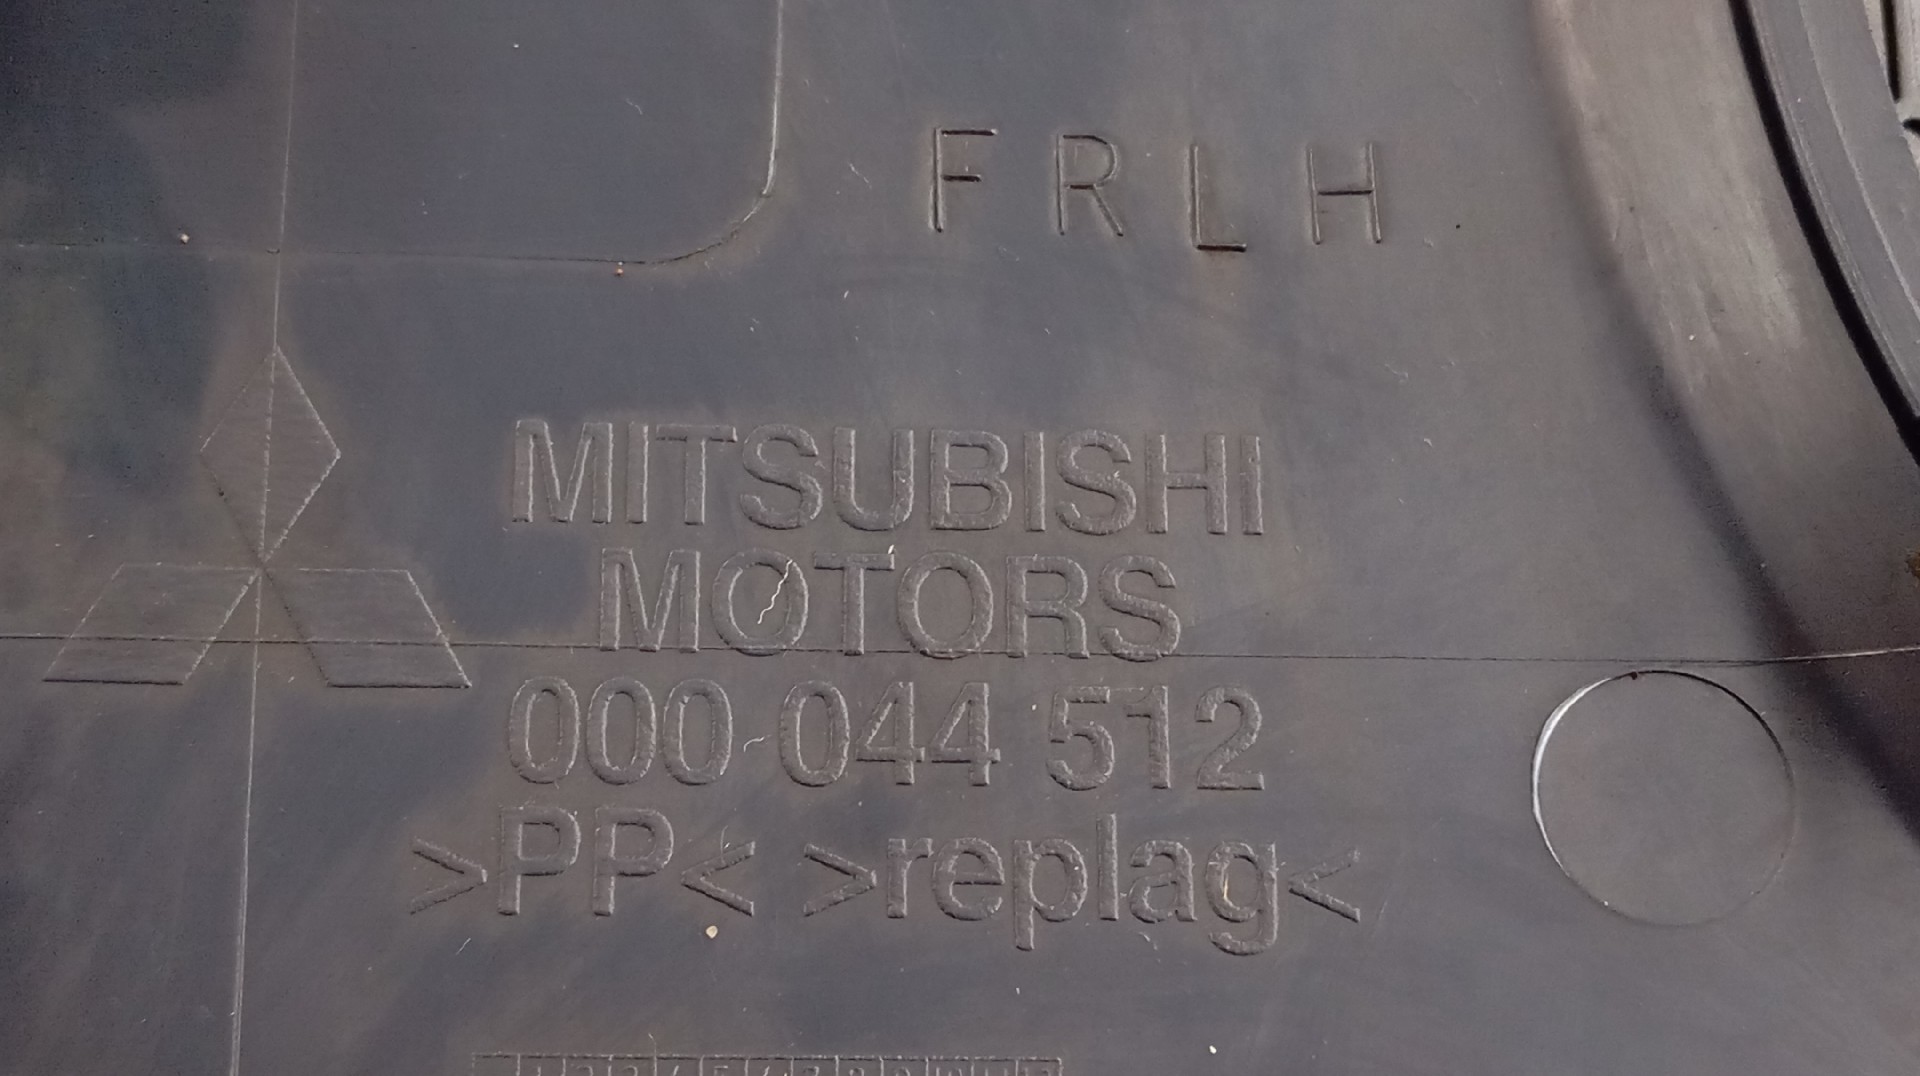 FRLH
MITSUBISHI
MOTORS
000 044 512
>PP< >replag<